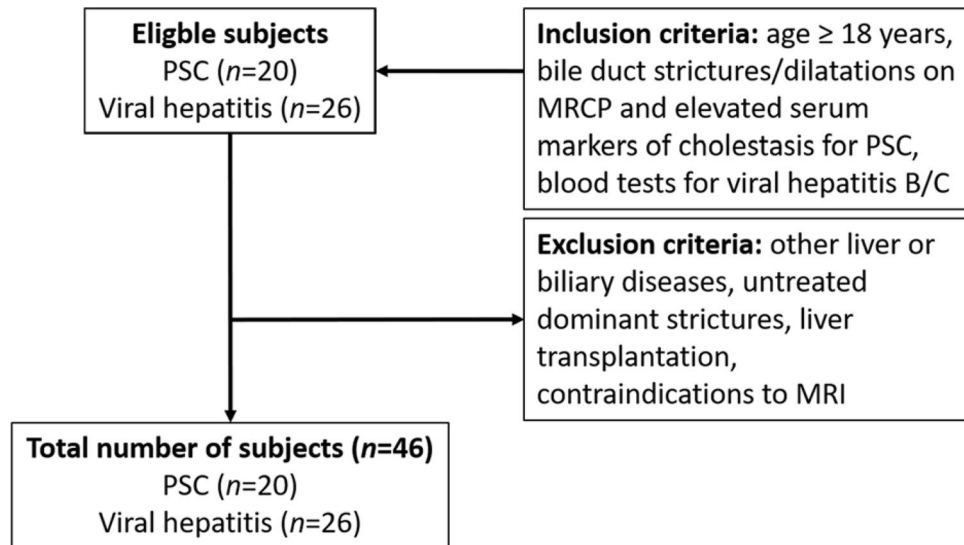 Eligble subjects
PSC (n=20)
Viral hepatitis (n=26)
Inclusion criteria: age ≥ 18 years,
bile duct strictures/dilatations on
MRCP and elevated serum
markers of cholestasis for PSC,
blood tests for viral hepatitis B/C
Exclusion criteria: other liver or
biliary diseases, untreated
dominant strictures, liver
transplantation,
contraindications to MRI
Total number of subjects (n=46)
PSC (n=20)
Viral hepatitis (n=26)